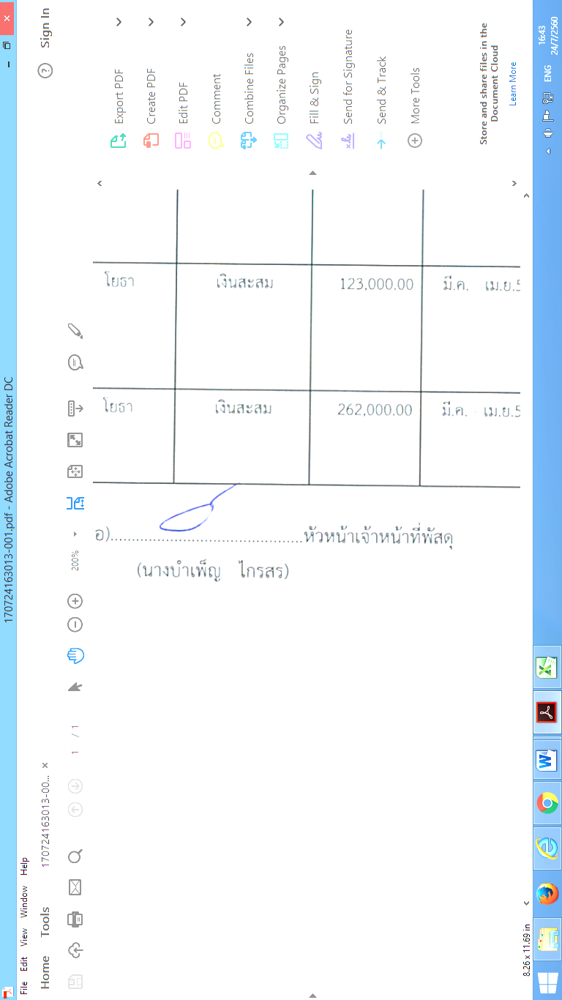 170724163013-001.pdf - Adobe Acrobat Reader DC
File Edit View Window Help
Home Tools 170724163013-00... × Sign In
1 / 1 200%
Export PDF
Create PDF
Edit PDF
Comment
Combine Files
Organize Pages
Fill & Sign
Send for Signature
Send & Track
More Tools
Store and share files in the
Document Cloud
Learn More
โยธา เงินสะสม 123,000.00 มี.ค. เม.ย.5
โยธา เงินสะสม 262,000.00 มี.ค. - เม.ย.5
อ)......................................หัวหน้าเจ้าหน้าที่พัสดุ
(นางบำเพ็ญ ไกรสร)
8.26 x 11.69 in
ENG
16:43
24/7/2560